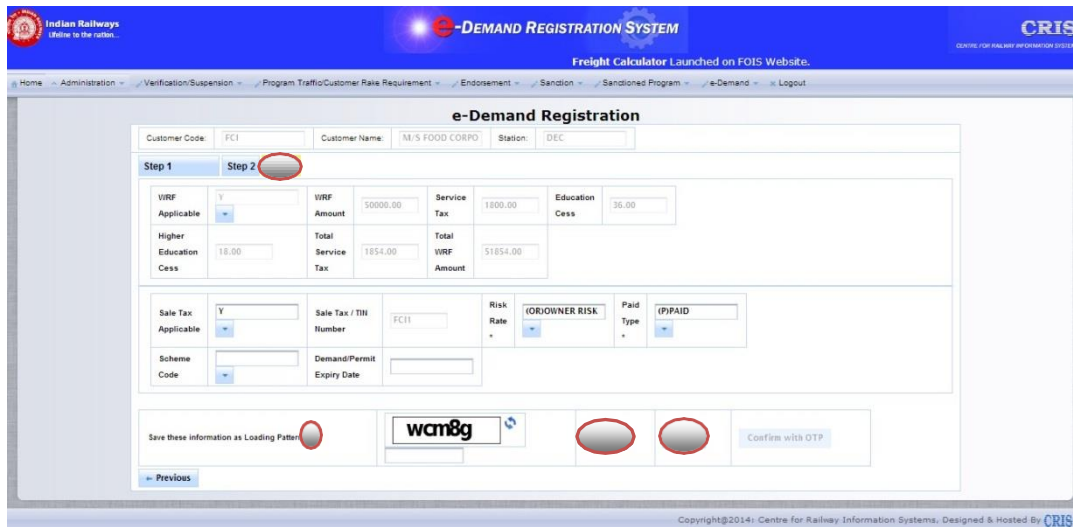 Indian Railways
Lifeline to the nation...
e-DEMAND REGISTRATION SYSTEM
CRIS
CENTRE FOR RAILWAY INFORMATION SYSTEMS
Freight Calculator Launched on FOIS Website.
Home Administration Verification/Suspension Program Traffic/Customer Rake Requirement Endorsement Sanction Sanctioned Program e-Demand Logout
e-Demand Registration
Customer Code: FCI Customer Name: M/S FOOD CORPO Station: DEC
Step 1 Step 2
WRF Applicable Y WRF Amount 50000.00 Service Tax 1800.00 Education Cess 36.00
Higher Education Cess 18.00 Total Service Tax 1854.00 Total WRF Amount 51854.00
Sale Tax Applicable Y Sale Tax / TIN Number FCI1 Risk Rate * (OR)OWNER RISK Paid Type * (P)PAID
Scheme Code Demand/Permit Expiry Date
Save these information as Loading Pattern
wcm8g
Confirm with OTP
← Previous
Copyright@2014: Centre for Railway Information Systems, Designed & Hosted By CRIS